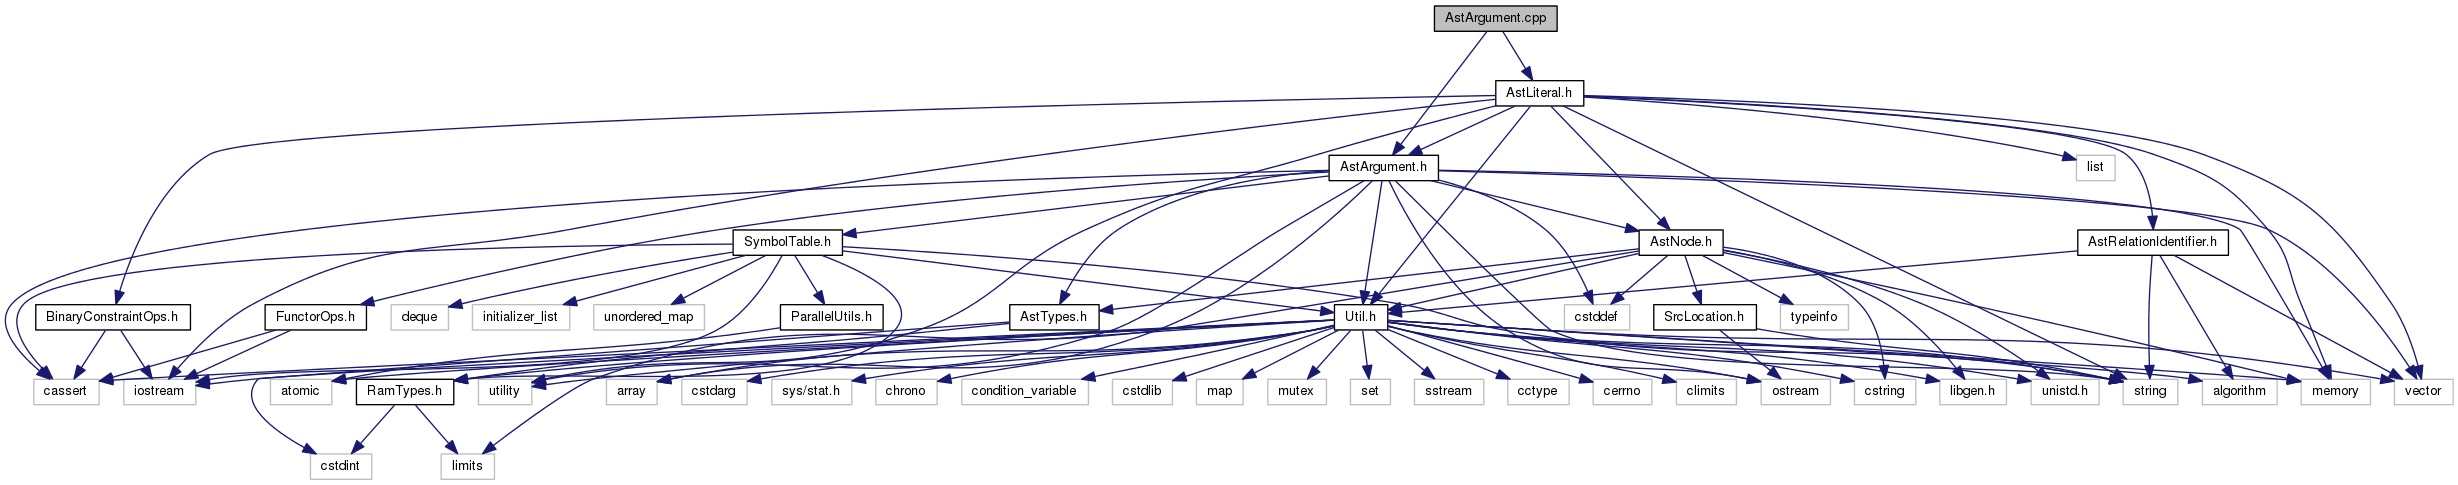 AstArgument.cpp
AstLiteral.h
AstArgument.h
list
SymbolTable.h
AstNode.h
AstRelationIdentifier.h
BinaryConstraintOps.h
FunctorOps.h
deque
initializer_list
unordered_map
ParallelUtils.h
AstTypes.h
Util.h
cstddef
SrcLocation.h
typeinfo
cassert
iostream
atomic
RamTypes.h
utility
array
cstdarg
sys/stat.h
chrono
condition_variable
cstdlib
map
mutex
set
sstream
cctype
cerrno
climits
ostream
cstring
libgen.h
unistd.h
string
algorithm
memory
vector
cstdint
limits